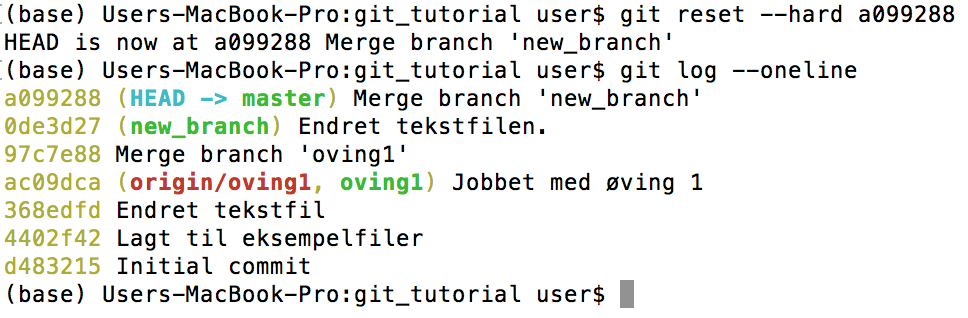 (base) Users-MacBook-Pro:git_tutorial user$ git reset --hard a099288
HEAD is now at a099288 Merge branch 'new_branch'
(base) Users-MacBook-Pro:git_tutorial user$ git log --oneline
a099288 (HEAD -> master) Merge branch 'new_branch'
0de3d27 (new_branch) Endret tekstfilen.
97c7e88 Merge branch 'oving1'
ac09dca (origin/oving1, oving1) Jobbet med øving 1
368edfd Endret tekstfil
4402f42 Lagt til eksempelfiler
d483215 Initial commit
(base) Users-MacBook-Pro:git_tutorial user$